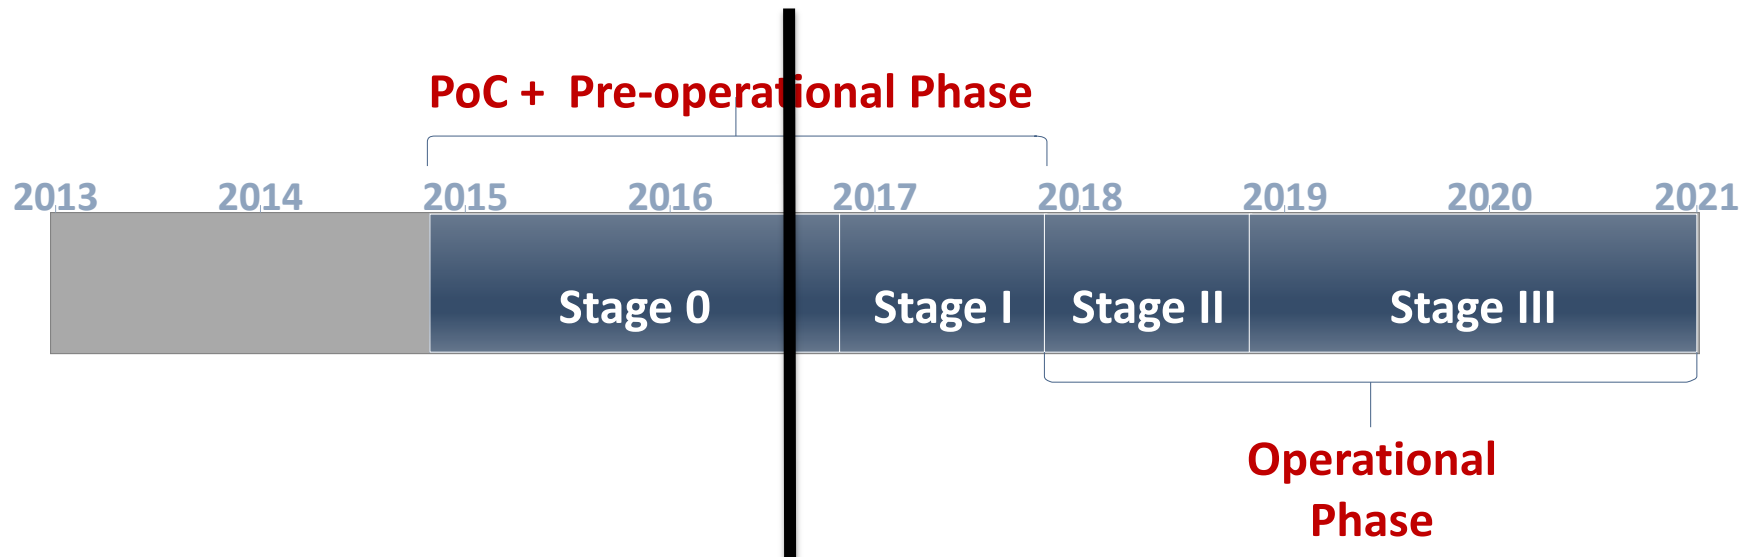 PoC + Pre-operational Phase
2013 2014 2015 2016 2017 2018 2019 2020 2021
Stage 0 Stage I Stage II Stage III
Operational
Phase